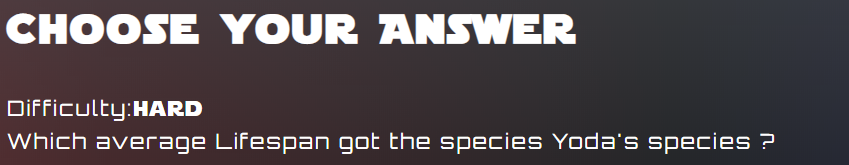 CHOOSE YOUR ANSWER
Difficulty:HARD
Which average Lifespan got the species Yoda's species ?